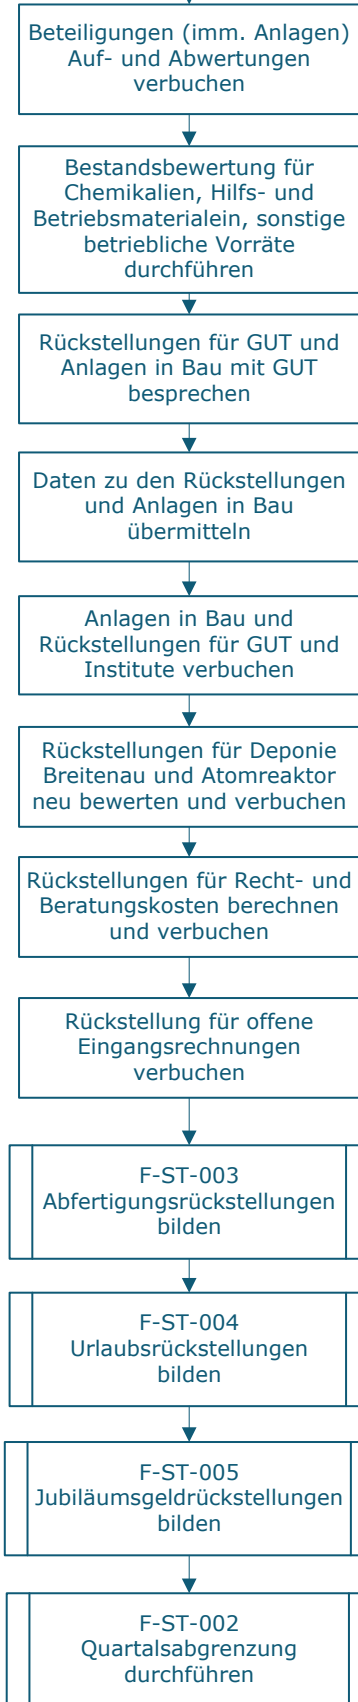 Beteiligungen (imm. Anlagen)
Auf- und Abwertungen
verbuchen
Bestandsbewertung für
Chemikalien, Hilfs- und
Betriebsmaterialein, sonstige
betriebliche Vorräte
durchführen
Rückstellungen für GUT und
Anlagen in Bau mit GUT
besprechen
Daten zu den Rückstellungen
und Anlagen in Bau
übermitteln
Anlagen in Bau und
Rückstellungen für GUT und
Institute verbuchen
Rückstellungen für Deponie
Breitenau und Atomreaktor
neu bewerten und verbuchen
Rückstellungen für Recht- und
Beratungskosten berechnen
und verbuchen
Rückstellung für offene
Eingangsrechnungen
verbuchen
F-ST-003
Abfertigungsrückstellungen
bilden
F-ST-004
Urlaubsrückstellungen
bilden
F-ST-005
Jubiläumsgeldrückstellungen
bilden
F-ST-002
Quartalsabgrenzung
durchführen